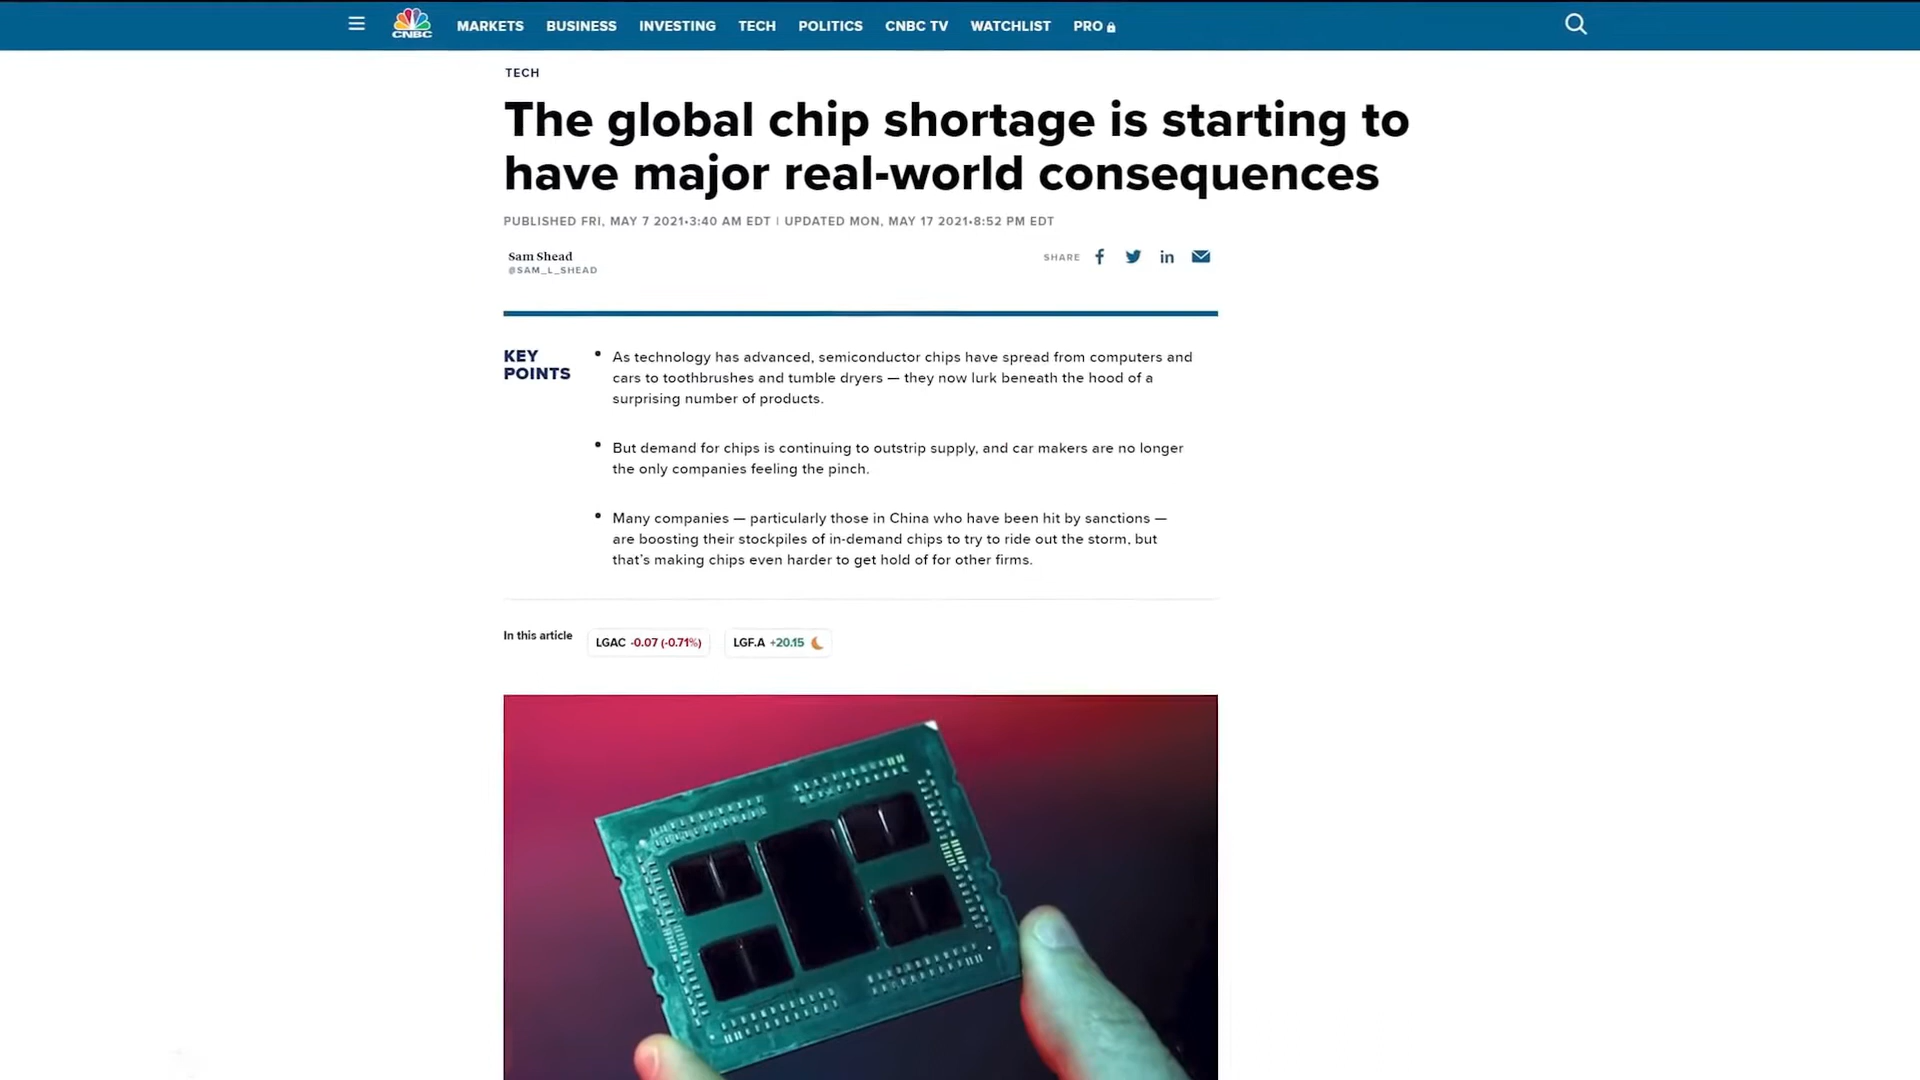 CNBC
MARKETS BUSINESS INVESTING TECH POLITICS CNBC TV WATCHLIST PRO
TECH
The global chip shortage is starting to
have major real-world consequences
PUBLISHED FRI, MAY 7 2021•3:40 AM EDT | UPDATED MON, MAY 17 2021•8:52 PM EDT
Sam Shead
@SAM_L_SHEAD
SHARE
KEY
POINTS
• As technology has advanced, semiconductor chips have spread from computers and
cars to toothbrushes and tumble dryers — they now lurk beneath the hood of a
surprising number of products.
• But demand for chips is continuing to outstrip supply, and car makers are no longer
the only companies feeling the pinch.
• Many companies — particularly those in China who have been hit by sanctions —
are boosting their stockpiles of in-demand chips to try to ride out the storm, but
that's making chips even harder to get hold of for other firms.
In this article LGAC -0.07 (-0.71%) LGF.A +20.15